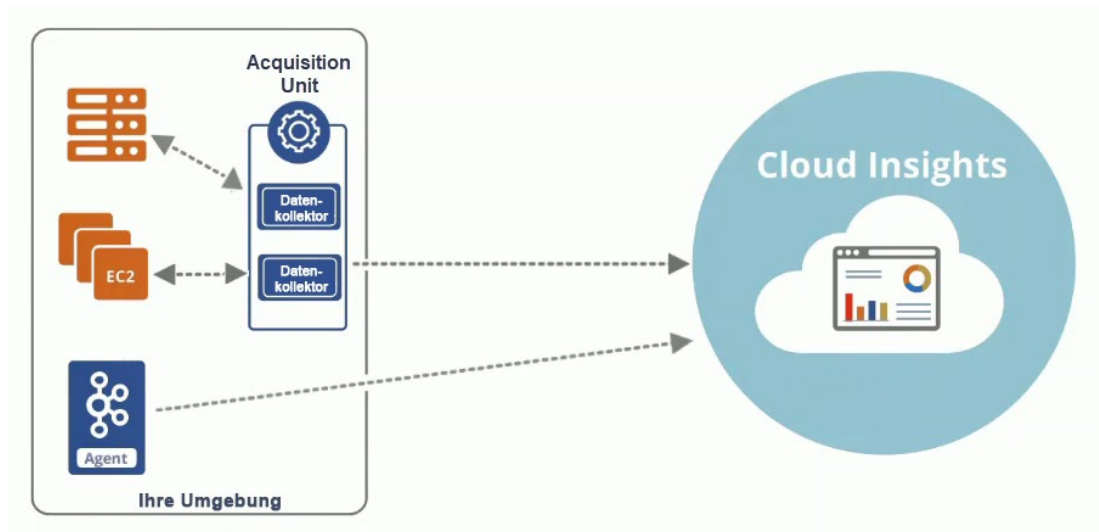 Acquisition
Unit
Daten-
kollektor
EC2
Daten-
kollektor
Agent
Ihre Umgebung
Cloud Insights